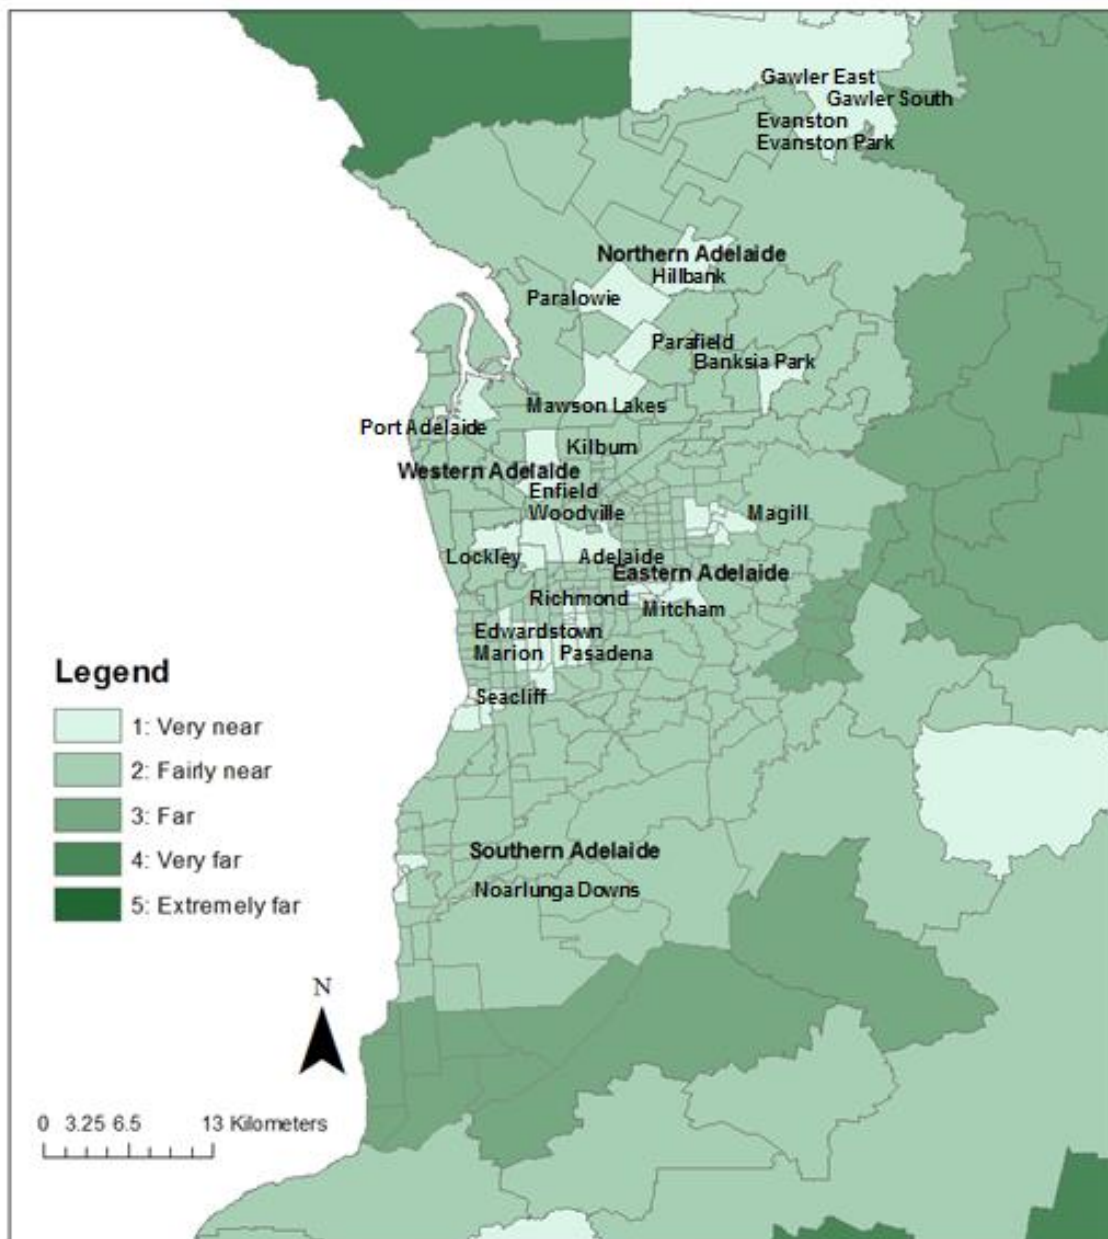 Gawler East
Gawler South
Evanston
Evanston Park
Northern Adelaide
Hillbank
Paralowie
Parafield
Banksia Park
Mawson Lakes
Port Adelaide
Kilburn
Western Adelaide
Enfield
Woodville
Magill
Lockley
Adelaide
Eastern Adelaide
Richmond
Mitcham
Edwardstown
Marion Pasadena
Seacliff
Legend
1: Very near
2: Fairly near
3: Far
4: Very far
5: Extremely far
Southern Adelaide
Noarlunga Downs
N
0 3.25 6.5 13 Kilometers